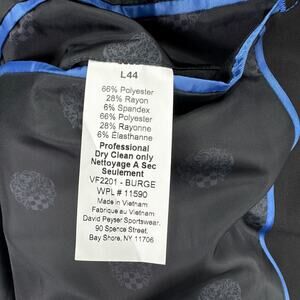 L44
66% Polyester
28% Rayon
6% Spandex
66% Polyester
28% Rayonne
6% Élasthanne
Professional
Dry Clean only
Nettoyage A Sec
Seulement
VF2201 - BURGE
WPL # 11590
Made in Vietnam
Fabrique au Vietnam
David Peyser Sportswear.
90 Spence Street.
Bay Shore, NY 11706